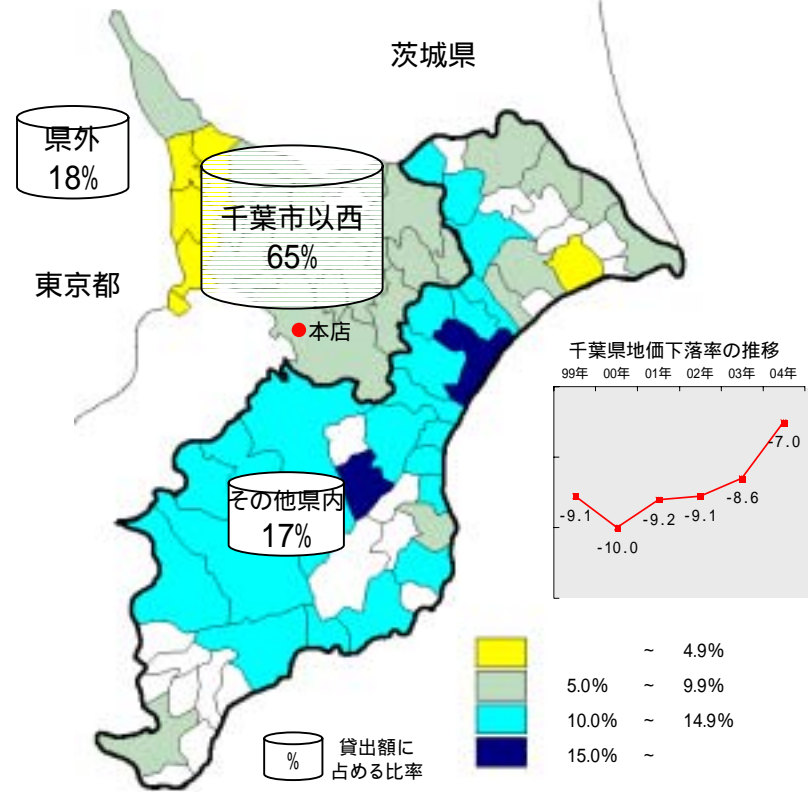 茨城県
県外
18%
千葉市以西
65%
東京都
本店
千葉県地価下落率の推移
99年 00年 01年 02年 03年 04年
-7.0
-8.6
-9.1 -9.2 -9.1
-10.0
その他県内
17%
~ 4.9%
5.0% ~ 9.9%
10.0% ~ 14.9%
15.0% ~
% 貸出額に
占める比率